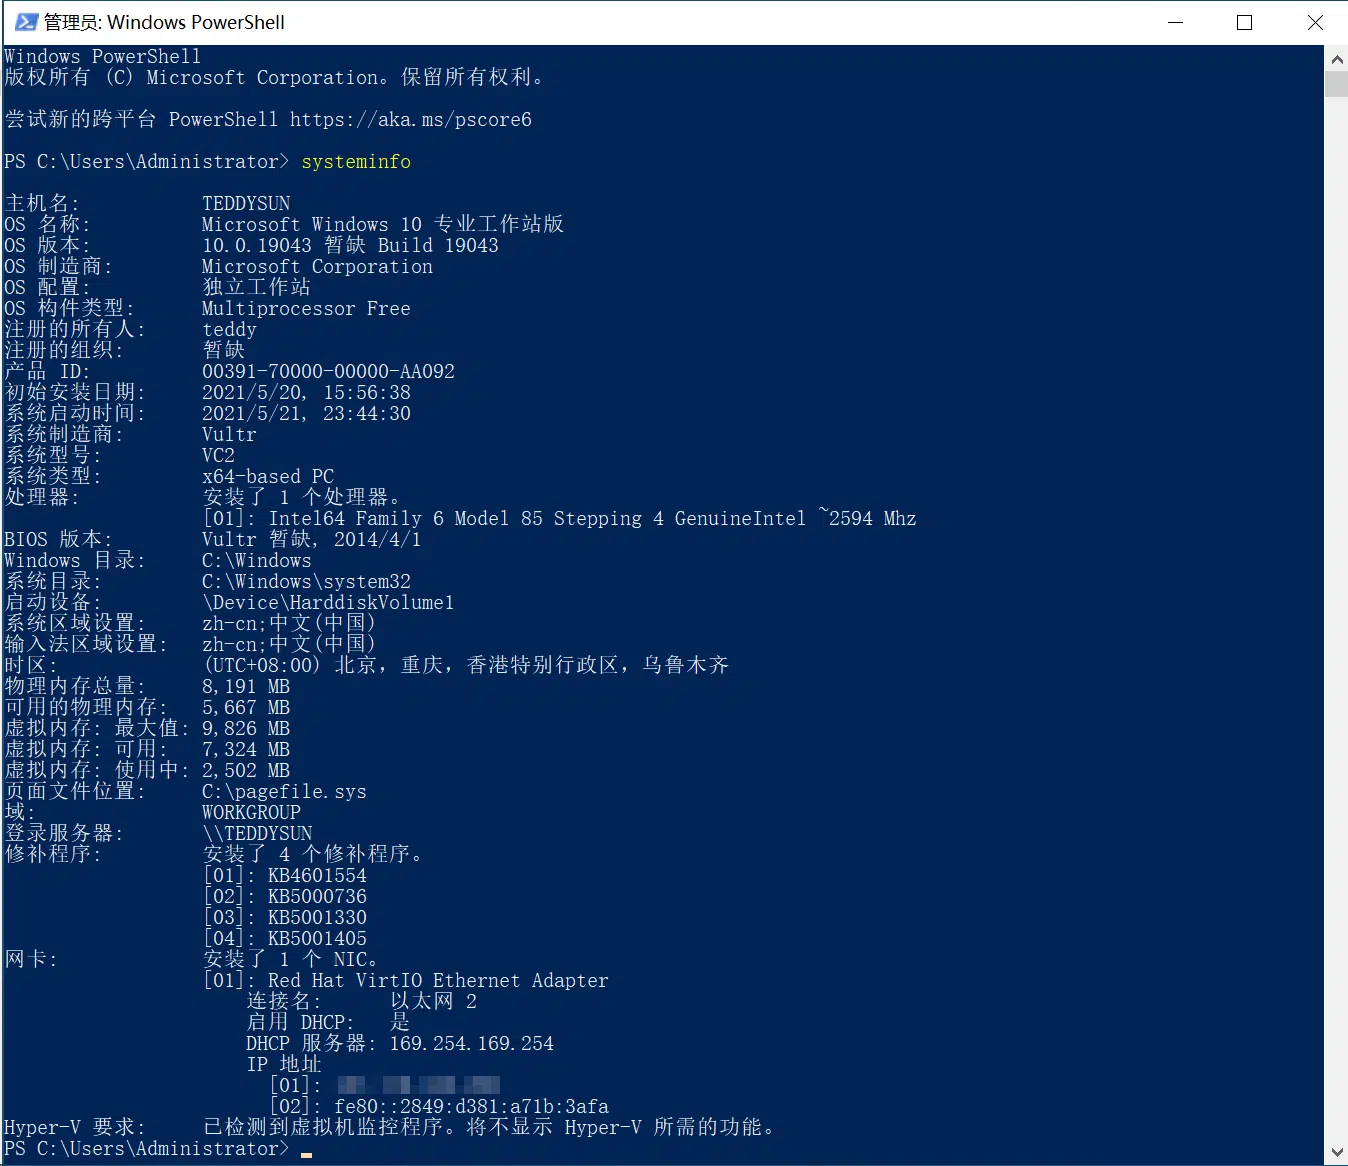 管理员: Windows PowerShell
Windows PowerShell
版权所有 (C) Microsoft Corporation。保留所有权利。
尝试新的跨平台 PowerShell https://aka.ms/pscore6
PS C:\Users\Administrator> systeminfo
主机名: TEDDYSUN
OS 名称: Microsoft Windows 10 专业工作站版
OS 版本: 10.0.19043 暂缺 Build 19043
OS 制造商: Microsoft Corporation
OS 配置: 独立工作站
OS 构件类型: Multiprocessor Free
注册的所有人: teddy
注册的组织: 暂缺
产品 ID: 00391-70000-00000-AA092
初始安装日期: 2021/5/20, 15:56:38
系统启动时间: 2021/5/21, 23:44:30
系统制造商: Vultr
系统型号: VC2
系统类型: x64-based PC
处理器: 安装了 1 个处理器。
[01]: Intel64 Family 6 Model 85 Stepping 4 GenuineIntel ~2594 Mhz
BIOS 版本: Vultr 暂缺, 2014/4/1
Windows 目录: C:\Windows
系统目录: C:\Windows\system32
启动设备: \Device\HarddiskVolume1
系统区域设置: zh-cn;中文(中国)
输入法区域设置: zh-cn;中文(中国)
时区: (UTC+08:00) 北京，重庆，香港特别行政区，乌鲁木齐
物理内存总量: 8,191 MB
可用的物理内存: 5,667 MB
虚拟内存: 最大值: 9,826 MB
虚拟内存: 可用: 7,324 MB
虚拟内存: 使用中: 2,502 MB
页面文件位置: C:\pagefile.sys
域: WORKGROUP
登录服务器: \\TEDDYSUN
修补程序: 安装了 4 个修补程序。
[01]: KB4601554
[02]: KB5000736
[03]: KB5001330
[04]: KB5001405
网卡: 安装了 1 个 NIC。
[01]: Red Hat VirtIO Ethernet Adapter
连接名: 以太网 2
启用 DHCP: 是
DHCP 服务器: 169.254.169.254
IP 地址
[01]:
[02]: fe80::2849:d381:a71b:3afa
Hyper-V 要求: 已检测到虚拟机监控程序。将不显示 Hyper-V 所需的功能。
PS C:\Users\Administrator>